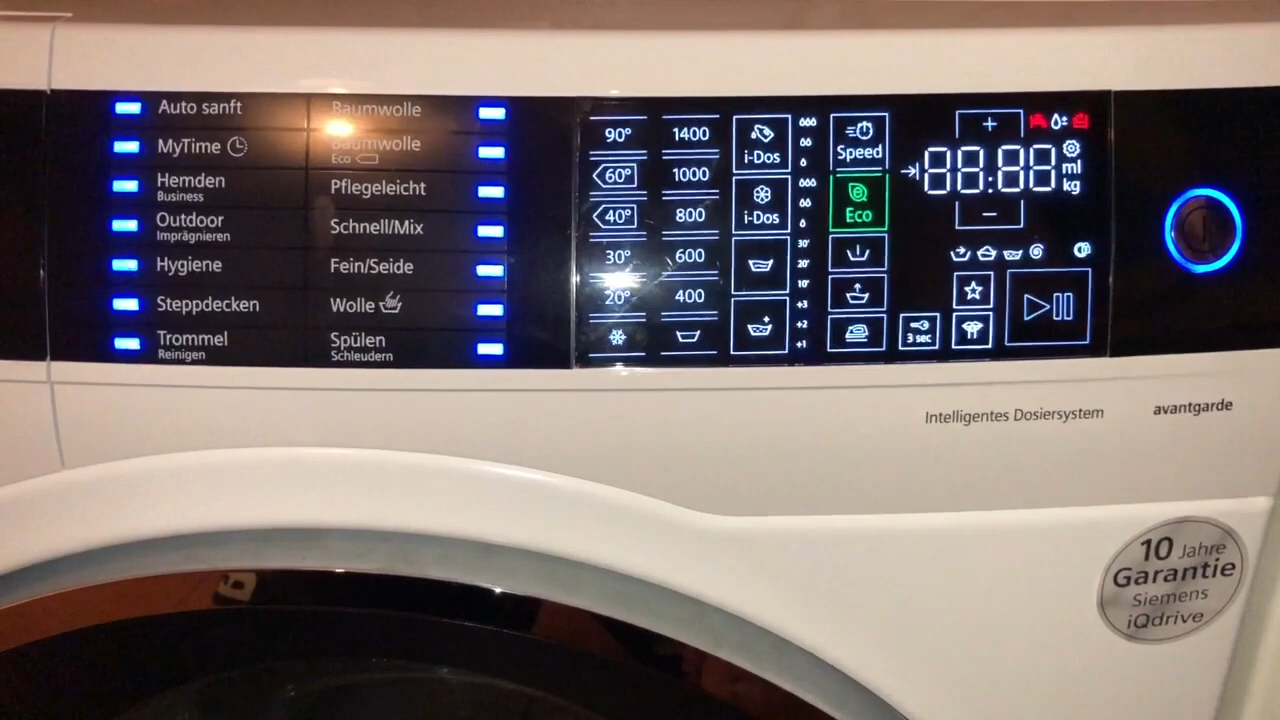 Auto sanft
MyTime
Hemden
Business
Outdoor
Imprägnieren
Hygiene
Steppdecken
Trommel
Reinigen
Baumwolle
Baumwolle
Eco
Pflegeleicht
Schnell/Mix
Fein/Seide
Wolle
Spülen
Schleudern
90°
60°
40°
30°
20°
1400
1000
800
600
400
i-Dos
i-Dos
30'
20'
10'
+3
+2
+1
Speed
Eco
3 sec
+
88:88
ml
kg
−
Intelligentes Dosiersystem
avantgarde
10 Jahre
Garantie
Siemens
iQdrive